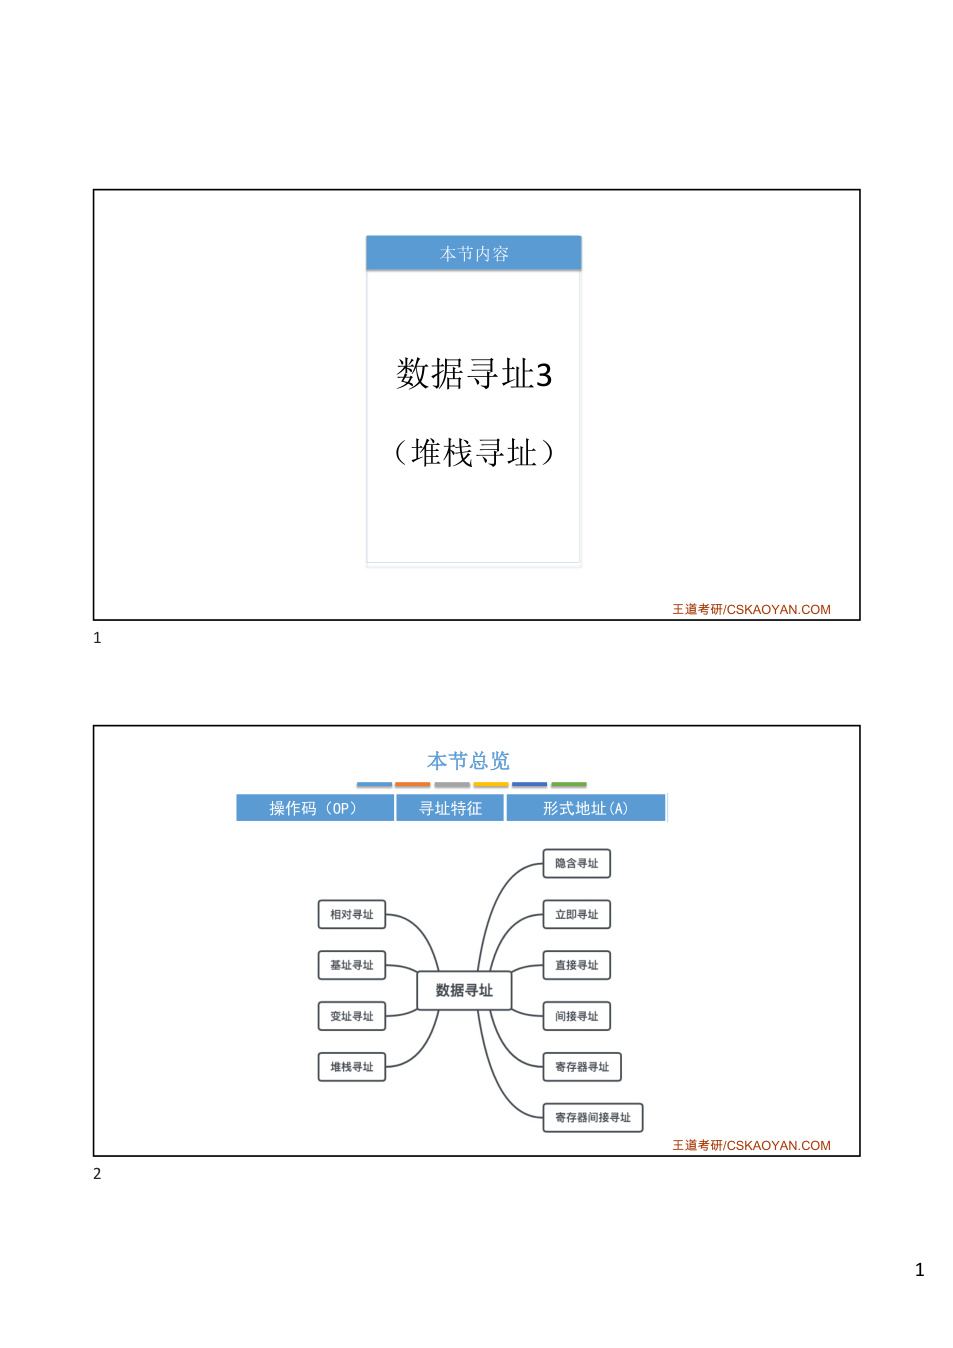 本节内容
数据寻址3
（堆栈寻址）
王道考研/CSKAOYAN.COM
1
本节总览
操作码（OP） 寻址特征 形式地址(A)
隐含寻址
相对寻址 立即寻址
基址寻址 直接寻址
数据寻址
变址寻址 间接寻址
堆栈寻址 寄存器寻址
寄存器间接寻址
王道考研/CSKAOYAN.COM
2
1